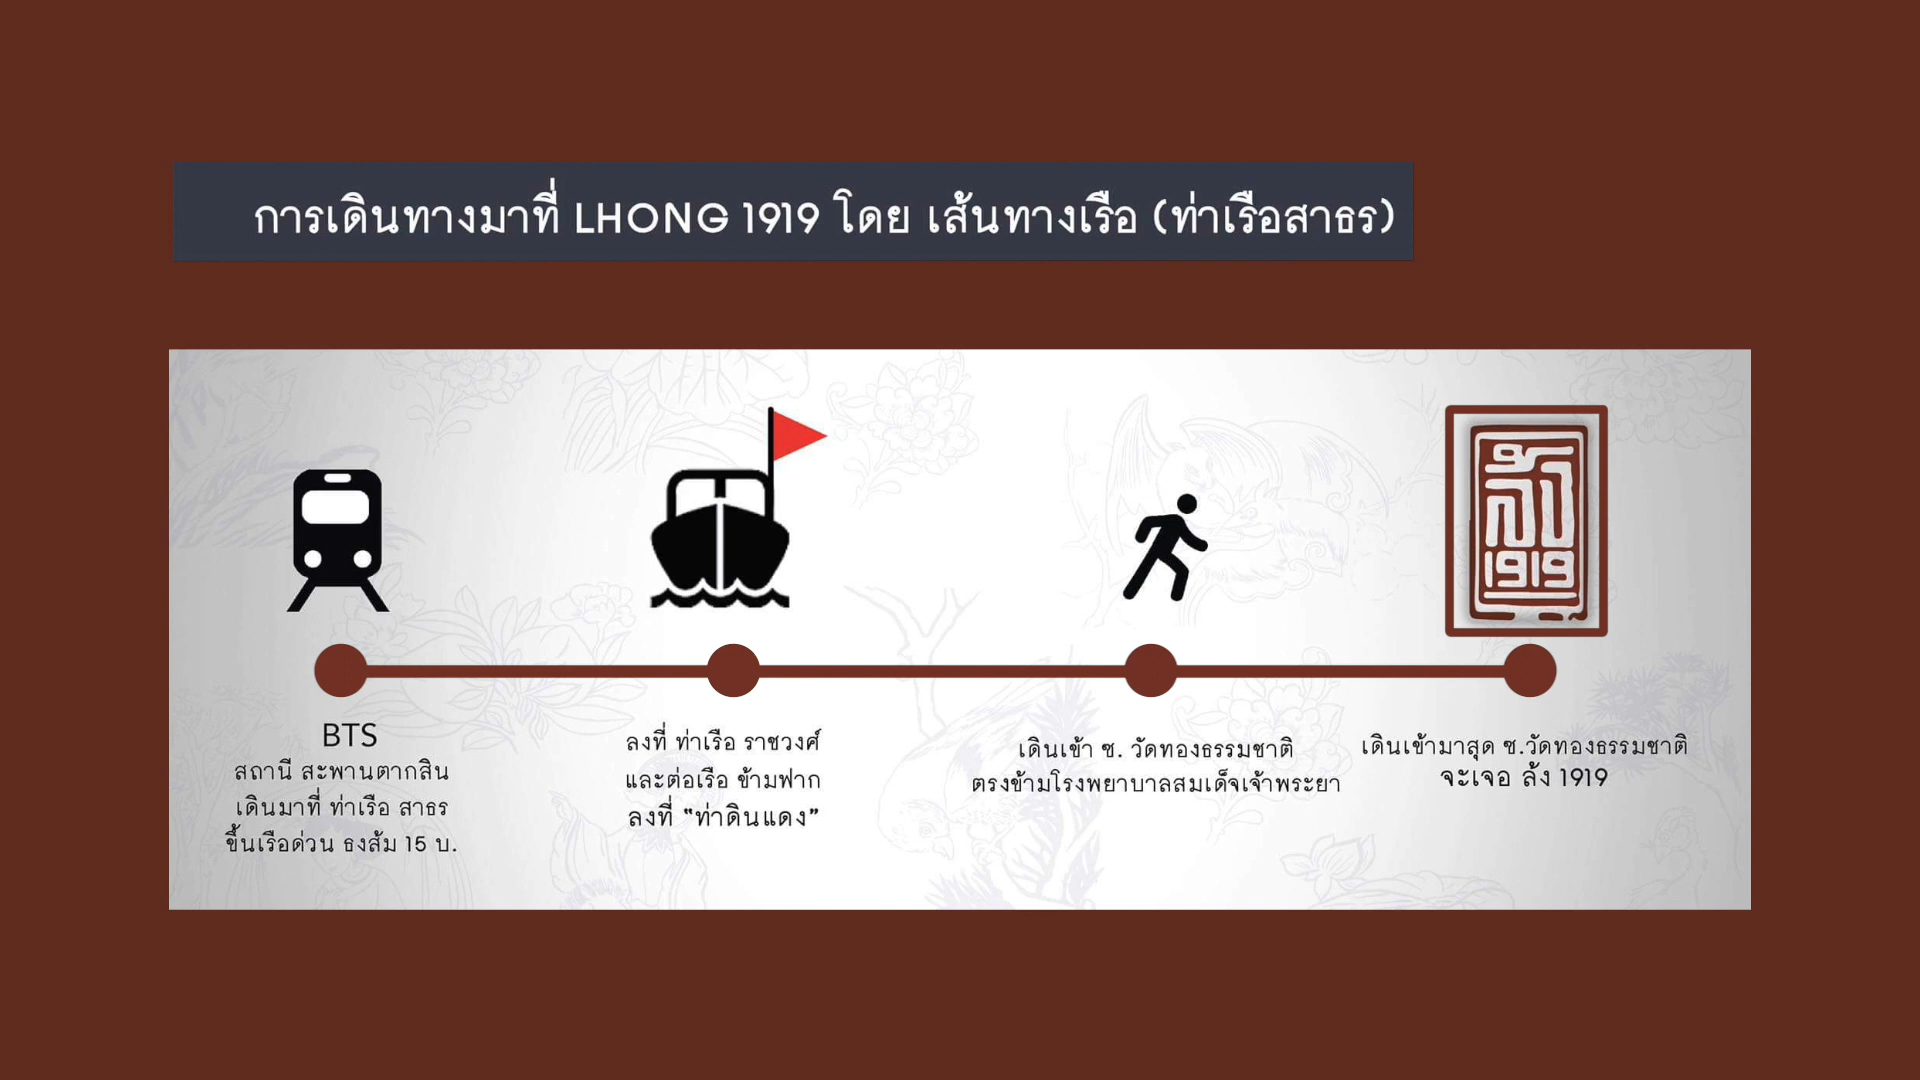 การเดินทางมาที่ LHONG 1919 โดย เส้นทางเรือ (ท่าเรือสาธร)
ล้ง
1919
BTS
สถานี สะพานตากสิน
เดินมาที่ ท่าเรือ สาธร
ขึ้นเรือด่วน ธงส้ม 15 บ.
ลงที่ ท่าเรือ ราชวงศ์
และต่อเรือ ข้ามฟาก
ลงที่ "ท่าดินแดง"
เดินเข้า ซ. วัดทองธรรมชาติ
ตรงข้ามโรงพยาบาลสมเด็จเจ้าพระยา
เดินเข้ามาสุด ซ.วัดทองธรรมชาติ
จะเจอ ล้ง 1919